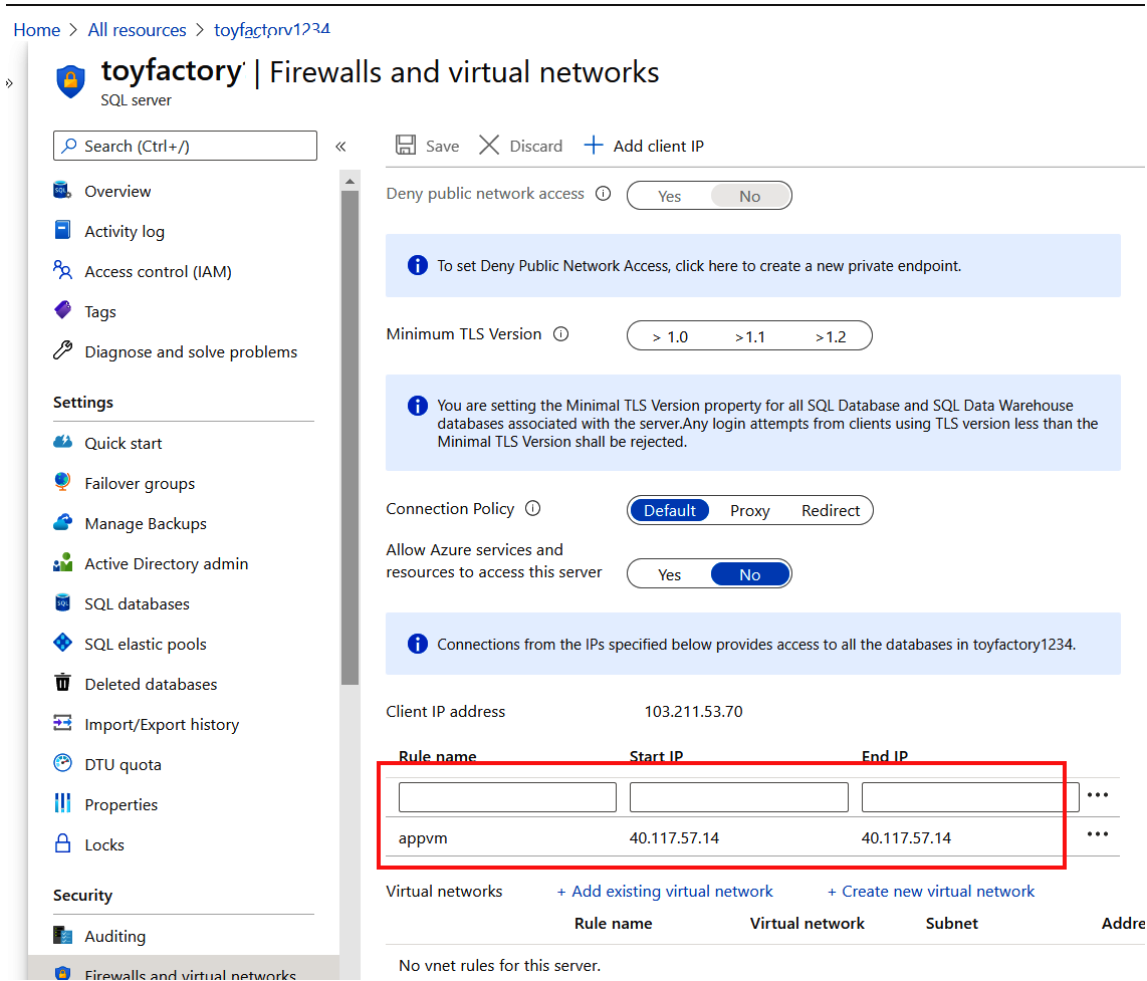 Home > All resources > toyfactory1234
»
toyfactory | Firewalls and virtual networks
SQL server
Search (Ctrl+/)
«
Overview
Activity log
Access control (IAM)
Tags
Diagnose and solve problems
Settings
Quick start
Failover groups
Manage Backups
Active Directory admin
SQL databases
SQL elastic pools
Deleted databases
Import/Export history
DTU quota
Properties
Locks
Security
Auditing
Firewalls and virtual networks
Save Discard + Add client IP
Deny public network access Yes No
To set Deny Public Network Access, click here to create a new private endpoint.
Minimum TLS Version > 1.0 >1.1 >1.2
You are setting the Minimal TLS Version property for all SQL Database and SQL Data Warehouse
databases associated with the server.Any login attempts from clients using TLS version less than the
Minimal TLS Version shall be rejected.
Connection Policy Default Proxy Redirect
Allow Azure services and
resources to access this server Yes No
Connections from the IPs specified below provides access to all the databases in toyfactory1234.
Client IP address 103.211.53.70
Rule name Start IP End IP
appvm 40.117.57.14 40.117.57.14
Virtual networks + Add existing virtual network + Create new virtual network
Rule name Virtual network Subnet Addre
No vnet rules for this server.